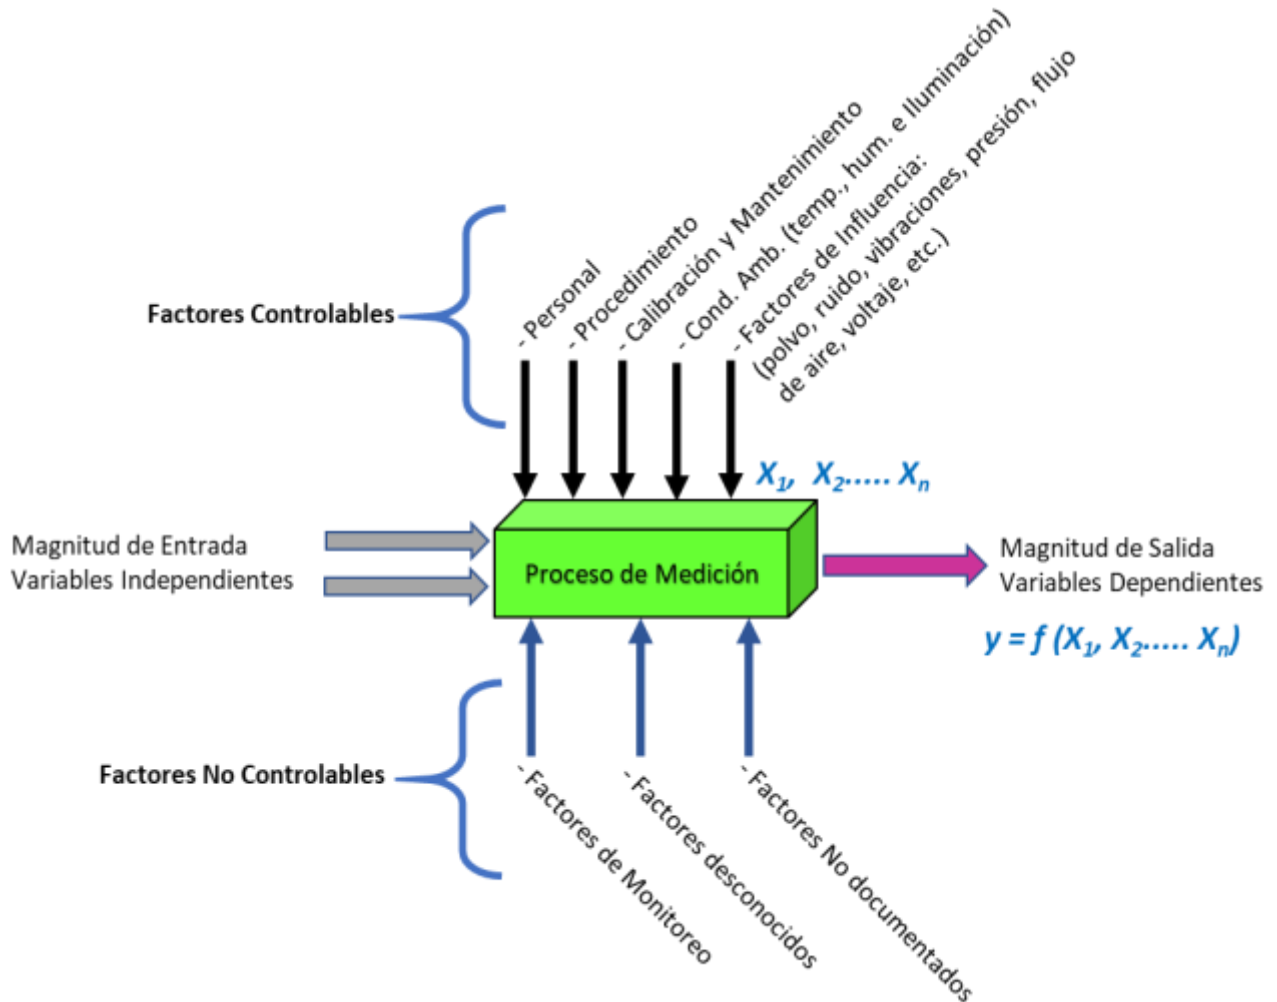 - Personal
- Procedimiento
- Calibración y Mantenimiento
- Cond. Amb. (temp., hum. e Iluminación)
- Factores de Influencia:
(polvo, ruido, vibraciones, presión, flujo
de aire, voltaje, etc.)
Factores Controlables
X1, X2..... Xn
Magnitud de Entrada
Variables Independientes
Proceso de Medición
Magnitud de Salida
Variables Dependientes
y = f (X1, X2..... Xn)
Factores No Controlables
- Factores de Monitoreo
- Factores desconocidos
- Factores No documentados